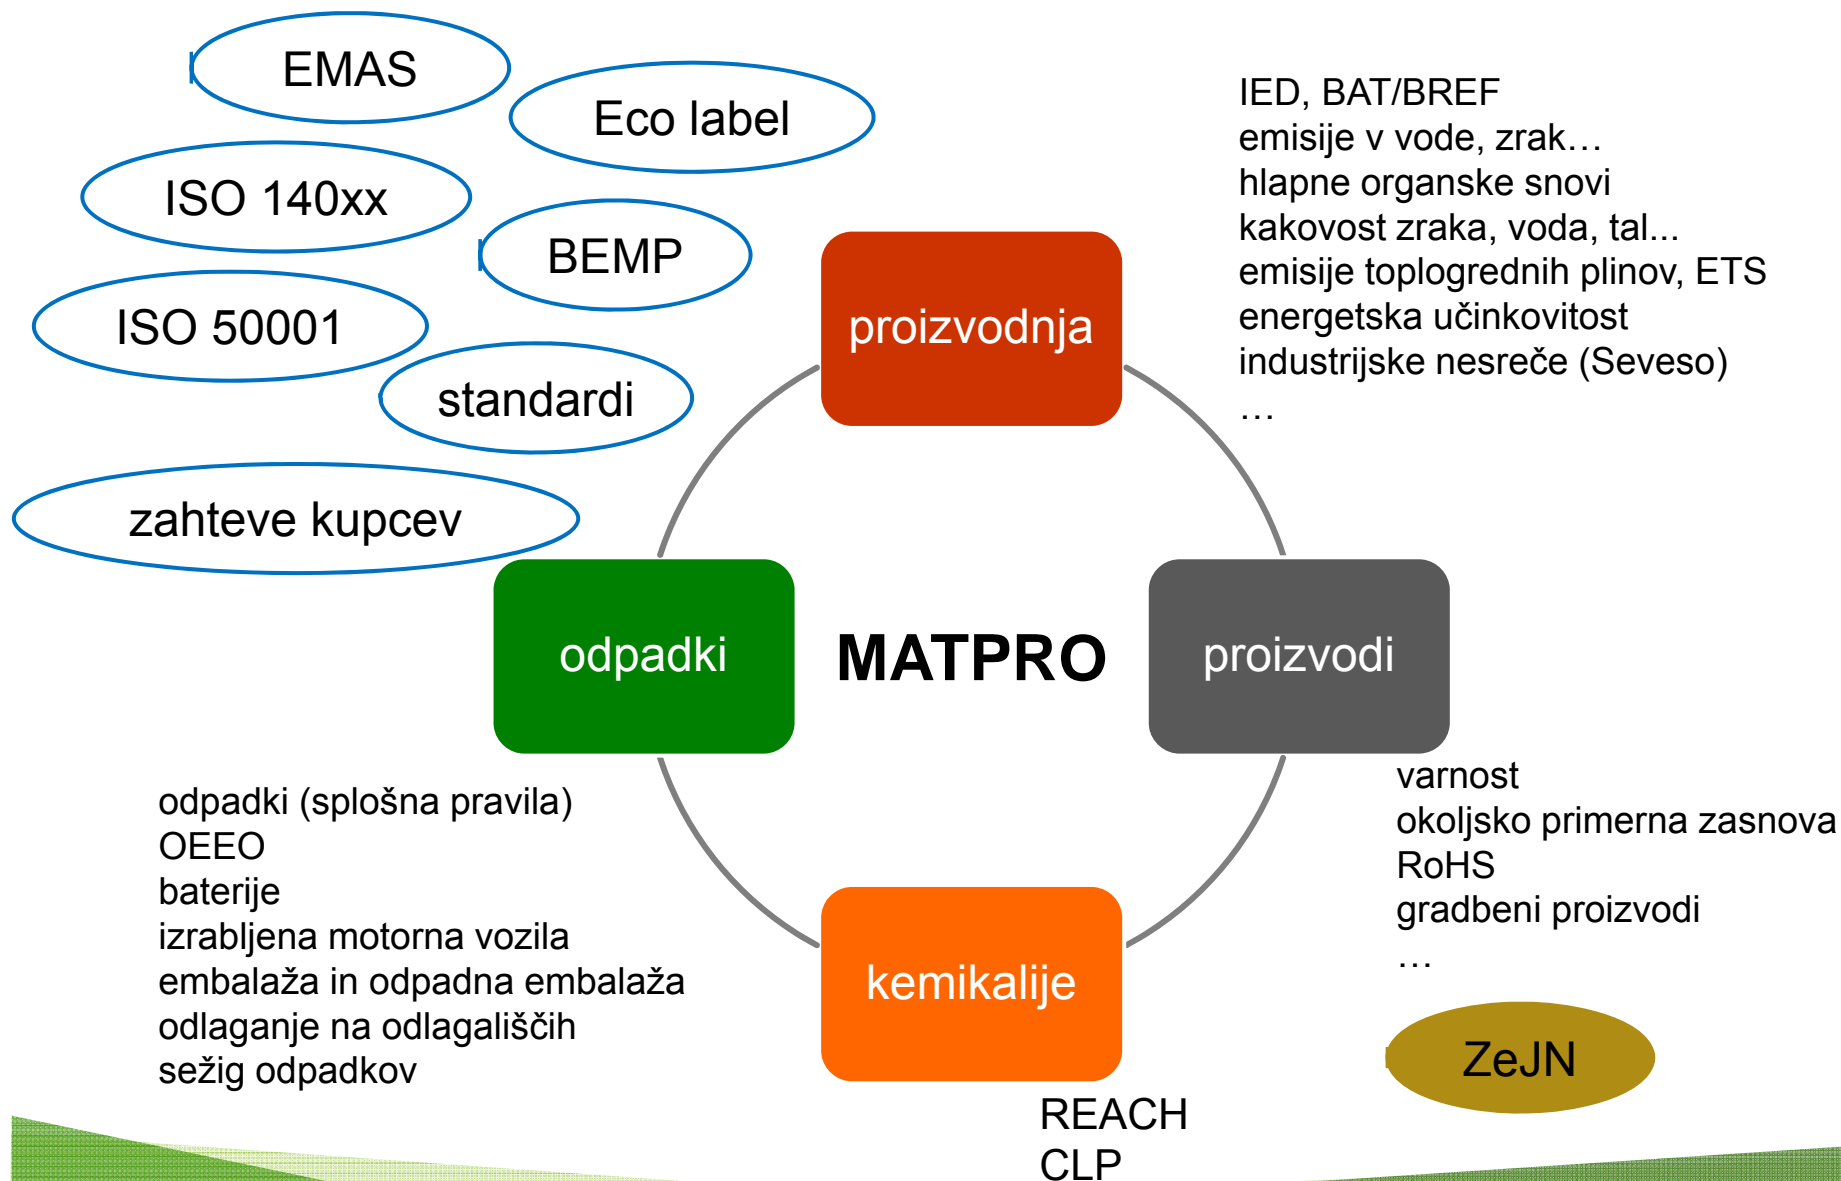 EMAS
Eco label
ISO 140xx
BEMP
ISO 50001
standardi
zahteve kupcev
IED, BAT/BREF
emisije v vode, zrak…
hlapne organske snovi
kakovost zraka, voda, tal...
emisije toplogrednih plinov, ETS
energetska učinkovitost
industrijske nesreče (Seveso)
…
proizvodnja
odpadki
MATPRO
proizvodi
kemikalije
odpadki (splošna pravila)
OEEO
baterije
izrabljena motorna vozila
embalaža in odpadna embalaža
odlaganje na odlagališčih
sežig odpadkov
varnost
okoljsko primerna zasnova
RoHS
gradbeni proizvodi
…
ZeJN
REACH
CLP